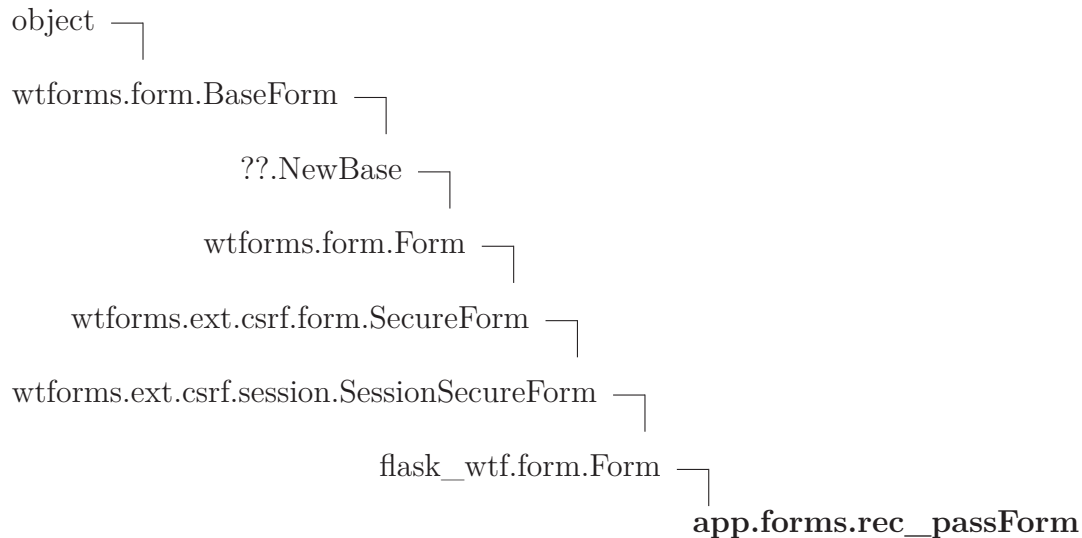 object
wtforms.form.BaseForm
??.NewBase
wtforms.form.Form
wtforms.ext.csrf.form.SecureForm
wtforms.ext.csrf.session.SessionSecureForm
flask_wtf.form.Form
app.forms.rec_passForm